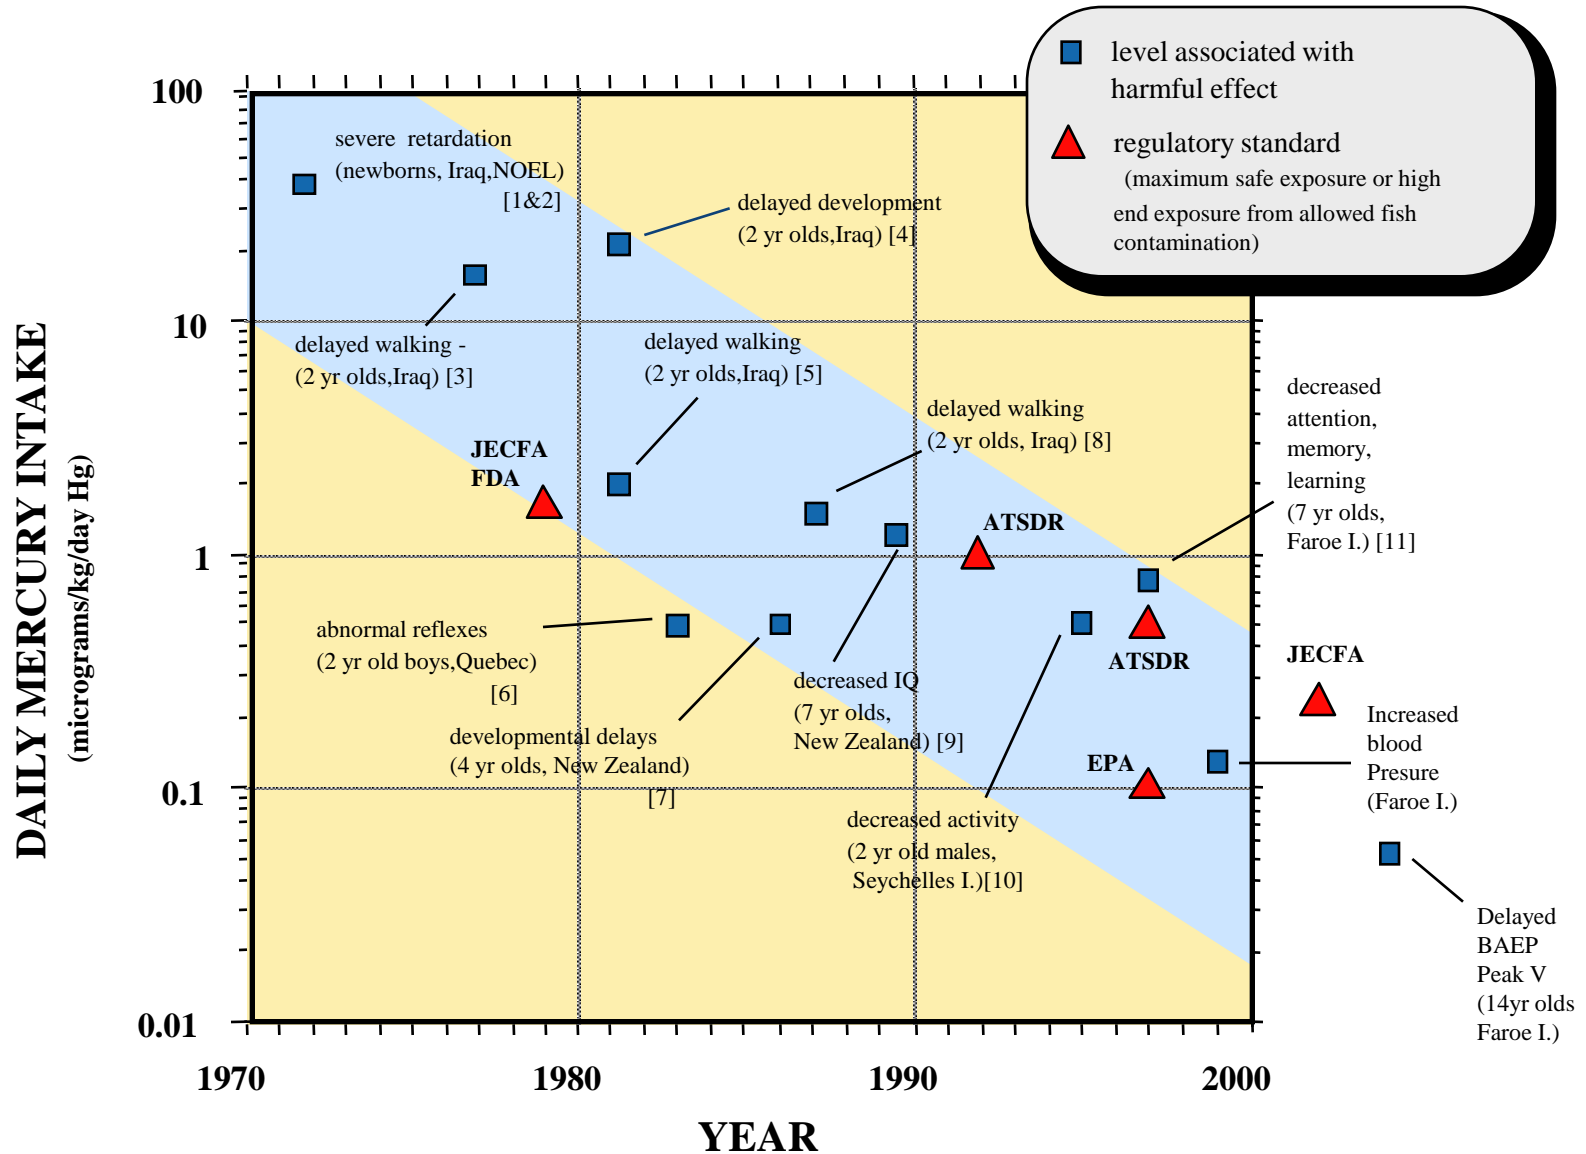 level associated with
harmful effect
regulatory standard
(maximum safe exposure or high
end exposure from allowed fish
contamination)
DAILY MERCURY INTAKE
(micrograms/kg/day Hg)
100
10
1
0.1
0.01
severe retardation
(newborns, Iraq,NOEL)
[1&2]
delayed development
(2 yr olds,Iraq) [4]
delayed walking -
(2 yr olds,Iraq) [3]
delayed walking
(2 yr olds,Iraq) [5]
delayed walking
(2 yr olds, Iraq) [8]
decreased
attention,
memory,
learning
(7 yr olds,
Faroe I.) [11]
JECFA
FDA
ATSDR
abnormal reflexes
(2 yr old boys,Quebec)
[6]
developmental delays
(4 yr olds, New Zealand)
[7]
decreased IQ
(7 yr olds,
New Zealand) [9]
ATSDR
JECFA
EPA
Increased
blood
Presure
(Faroe I.)
decreased activity
(2 yr old males,
Seychelles I.)[10]
Delayed
BAEP
Peak V
(14yr olds
Faroe I.)
1970
1980
1990
2000
YEAR